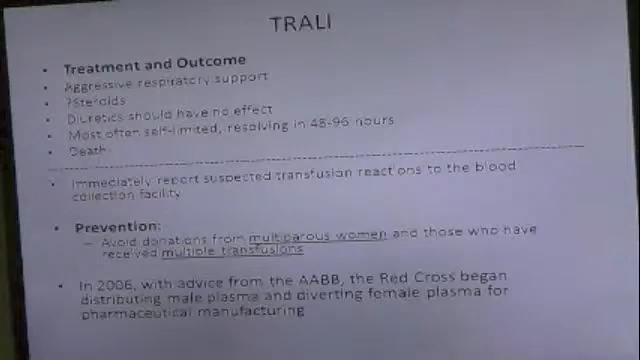 TRALI
• Treatment and Outcome
• Aggressive respiratory support
• ?Steroids
• Diuretics should have no effect
• Most often self-limited, resolving in 48-96 hours
• Death
• Immediately report suspected transfusion reactions to the blood
collection facility
• Prevention:
– Avoid donations from multiparous women and those who have
received multiple transfusions
• In 2006, with advice from the AABB, the Red Cross began
distributing male plasma and diverting female plasma for
pharmaceutical manufacturing